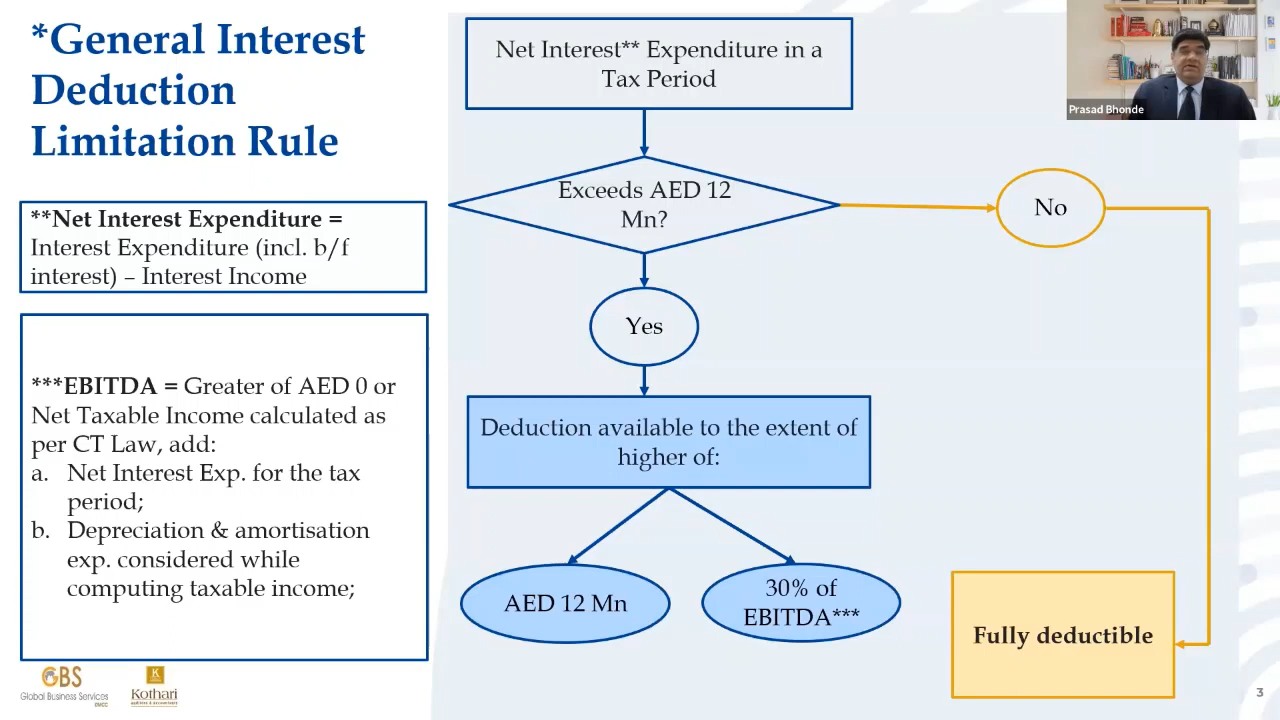 *General Interest
Deduction
Limitation Rule
**Net Interest Expenditure =
Interest Expenditure (incl. b/f
interest) – Interest Income
***EBITDA = Greater of AED 0 or
Net Taxable Income calculated as
per CT Law, add:
a. Net Interest Exp. for the tax
period;
b. Depreciation & amortisation
exp. considered while
computing taxable income;
Net Interest** Expenditure in a
Tax Period
Exceeds AED 12
Mn?
No
Yes
Deduction available to the extent of
higher of:
AED 12 Mn
30% of
EBITDA***
Fully deductible
Prasad Bhonde
GBS
Global Business Services
K
Kothari
3